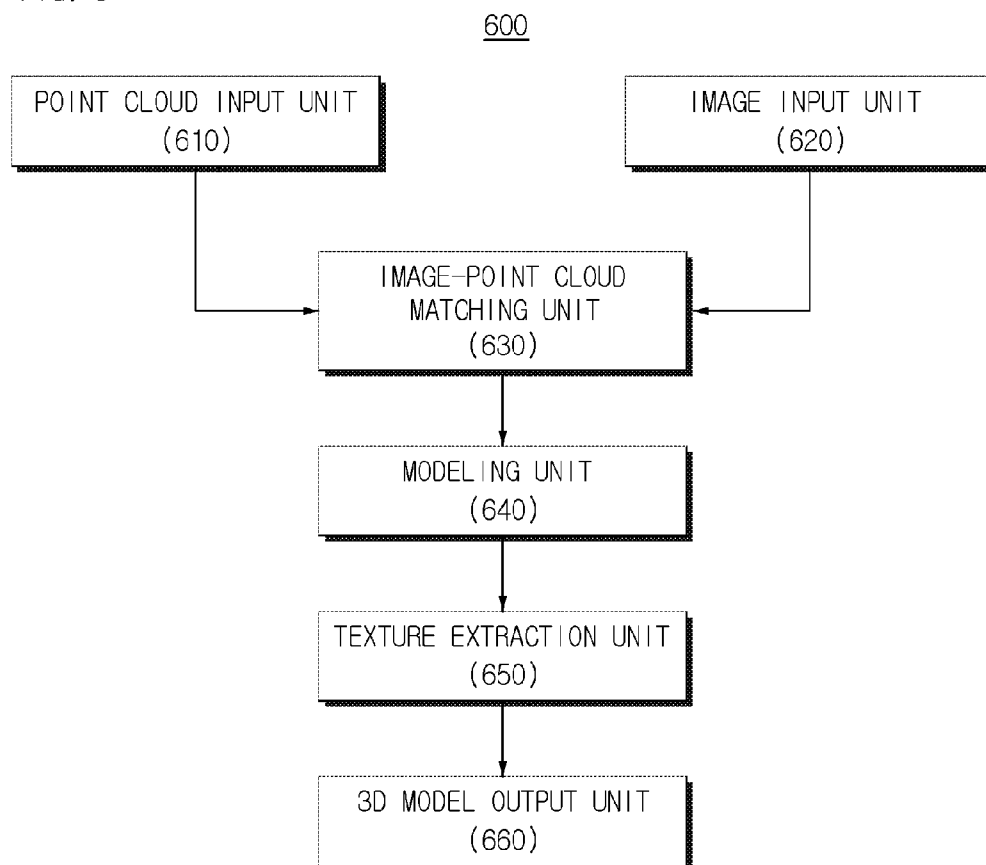 600
POINT CLOUD INPUT UNIT
(610)
IMAGE INPUT UNIT
(620)
IMAGE-POINT CLOUD
MATCHING UNIT
(630)
MODELING UNIT
(640)
TEXTURE EXTRACTION UNIT
(650)
3D MODEL OUTPUT UNIT
(660)